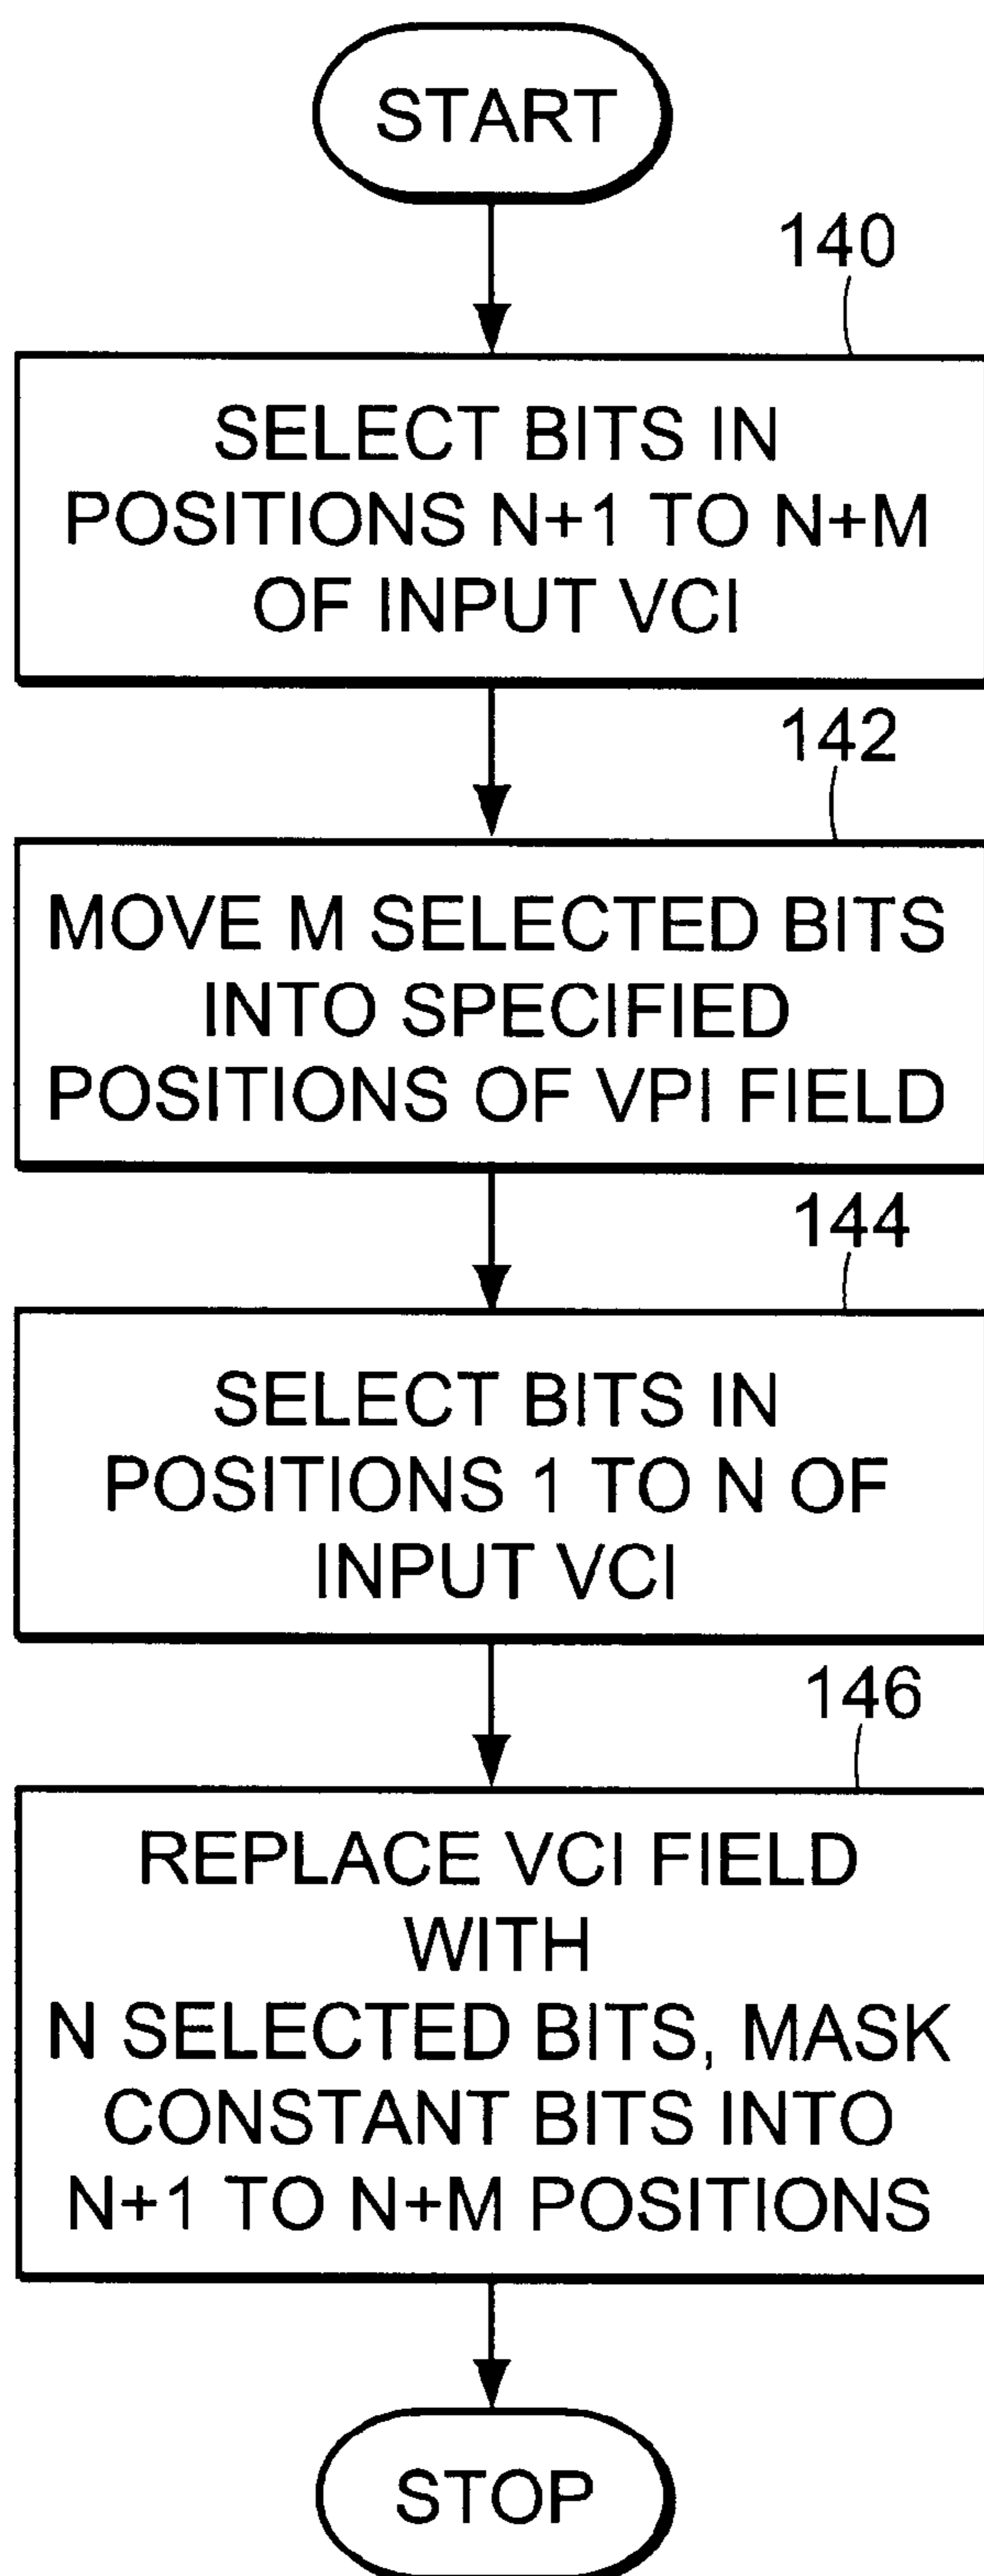 START
140
SELECT BITS IN
POSITIONS N+1 TO N+M
OF INPUT VCI
142
MOVE M SELECTED BITS
INTO SPECIFIED
POSITIONS OF VPI FIELD
144
SELECT BITS IN
POSITIONS 1 TO N OF
INPUT VCI
146
REPLACE VCI FIELD
WITH
N SELECTED BITS, MASK
CONSTANT BITS INTO
N+1 TO N+M POSITIONS
STOP